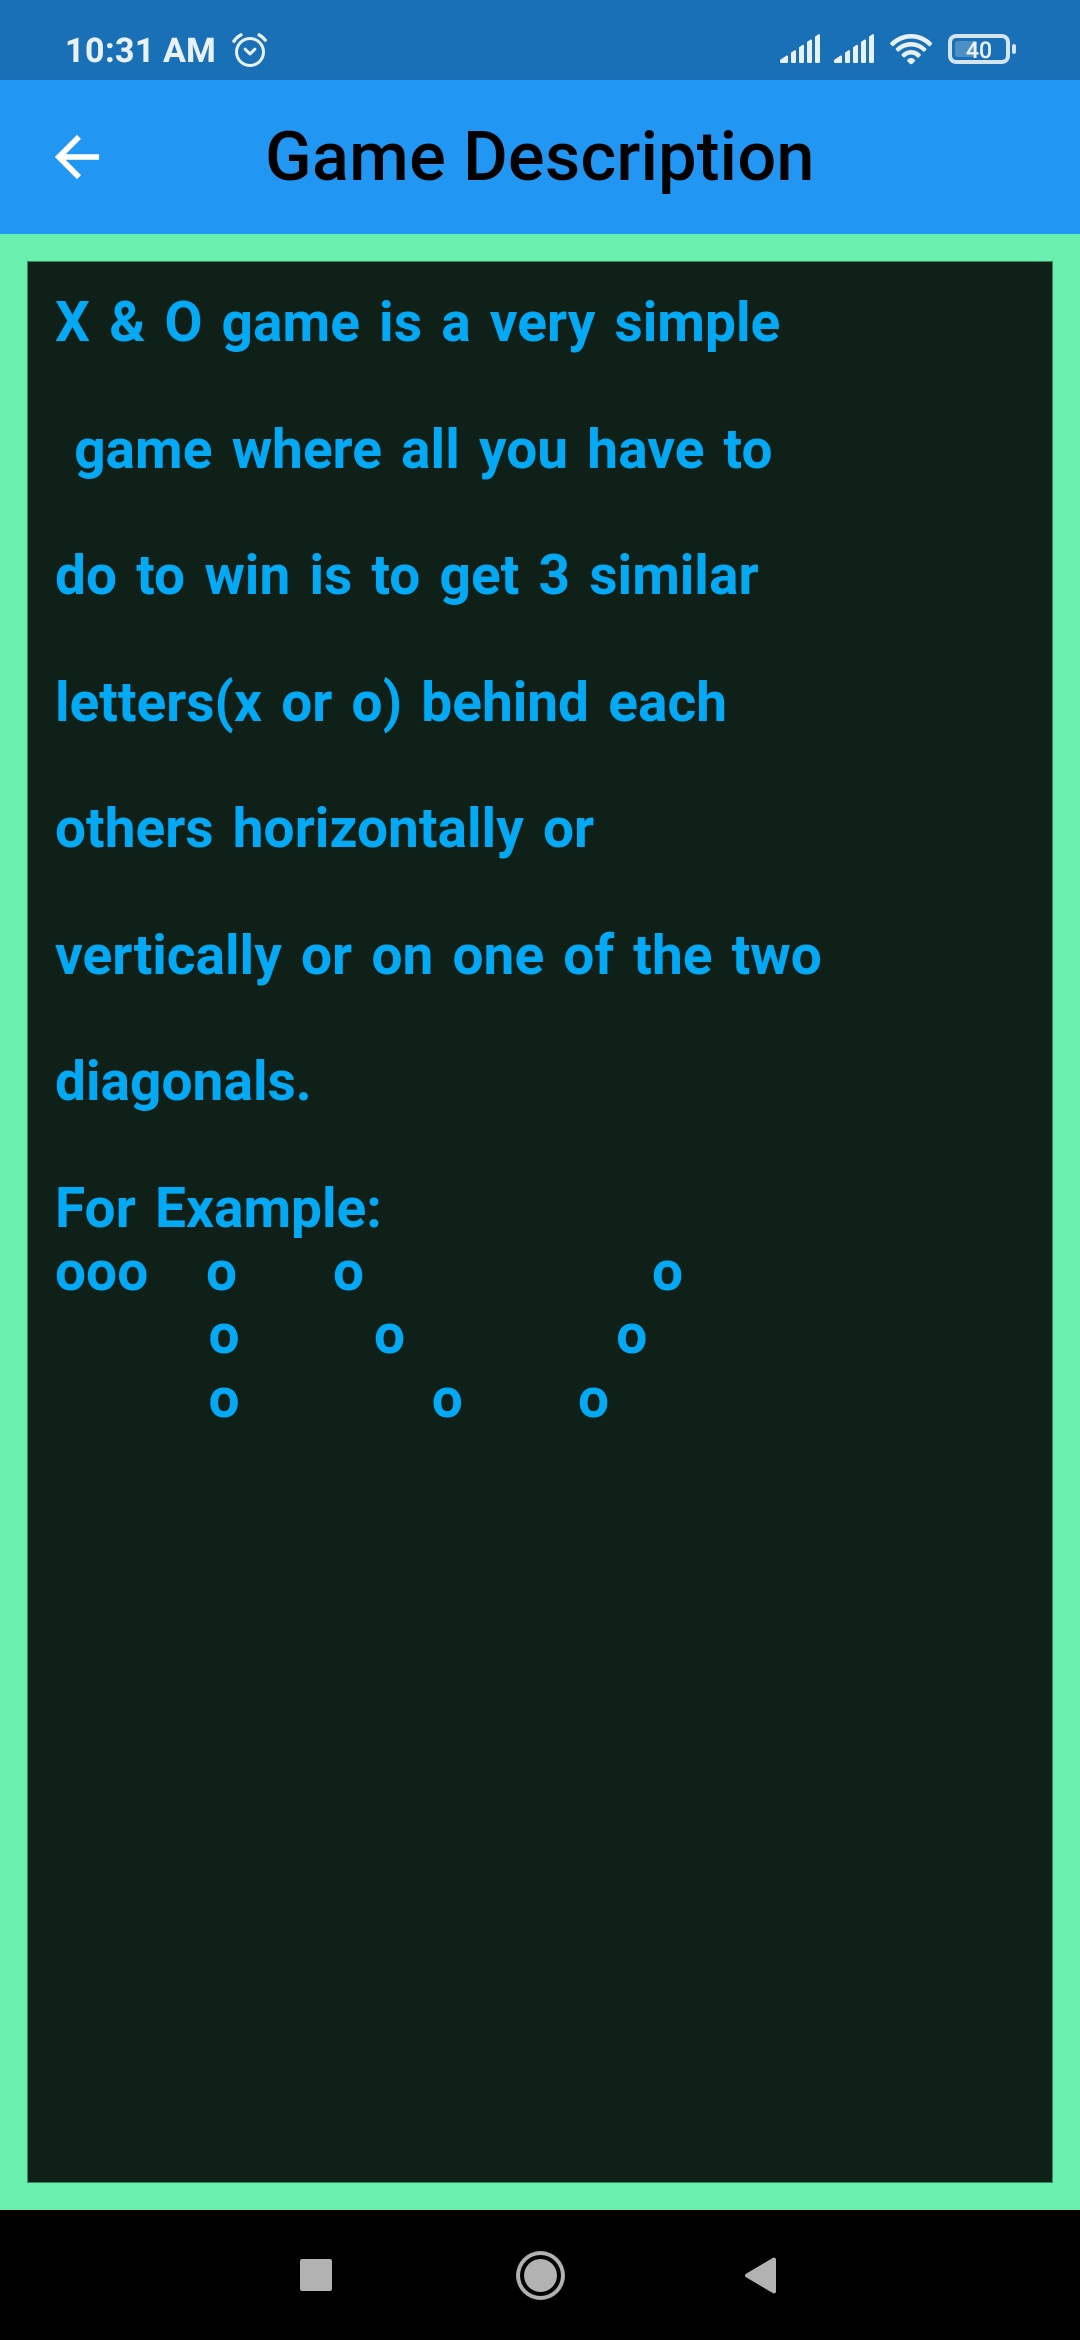 10:31 AM 40
Game Description
X & O game is a very simple
game where all you have to
do to win is to get 3 similar
letters(x or o) behind each
others horizontally or
vertically or on one of the two
diagonals.
For Example:
ooo o o o
o o o
o o o